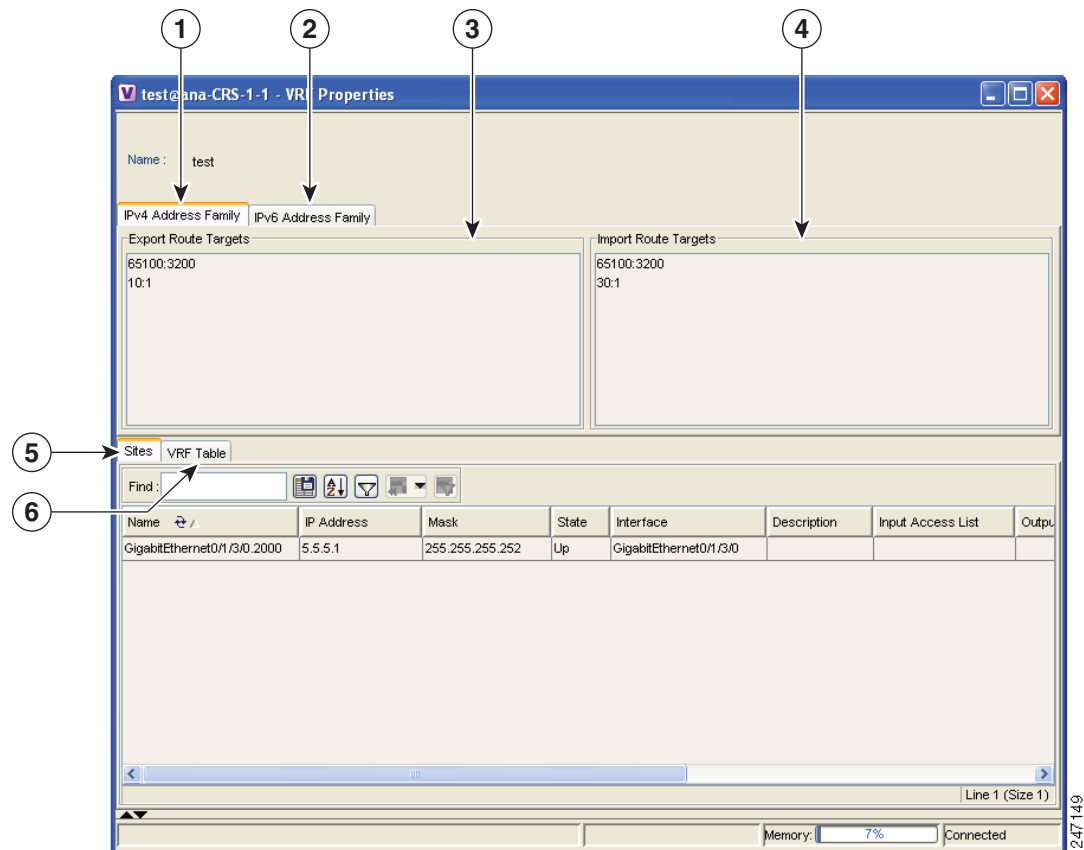 1 2 3 4
test@ana-CRS-1-1 - VRF Properties
Name : test
IPv4 Address Family IPv6 Address Family
Export Route Targets Import Route Targets
65100:3200 65100:3200
10:1 30:1
5 Sites VRF Table
Find :
6
Name IP Address Mask State Interface Description Input Access List Outpu
GigabitEthernet0/1/3/0.2000 5.5.5.1 255.255.255.252 Up GigabitEthernet0/1/3/0
Line 1 (Size 1)
Memory: 7% Connected
247149